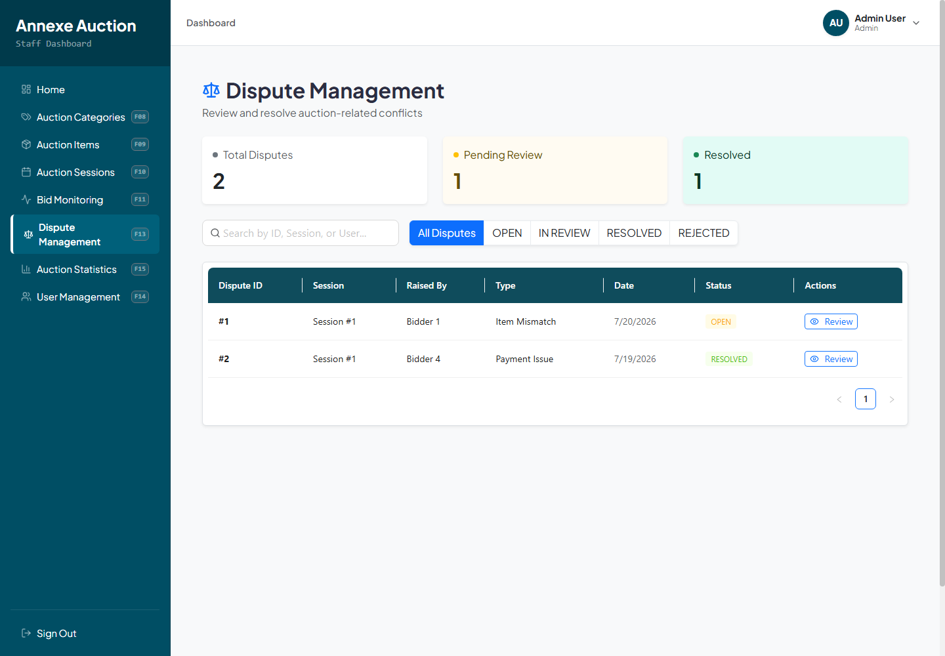 Annexe Auction
Staff Dashboard
Home
Auction Categories F08
Auction Items F09
Auction Sessions F10
Bid Monitoring F11
Dispute
Management F13
Auction Statistics F15
User Management F14
Sign Out
Dashboard
AU
Admin User
Admin
Dispute Management
Review and resolve auction-related conflicts
Total Disputes
2
Pending Review
1
Resolved
1
Search by ID, Session, or User...
All Disputes OPEN IN REVIEW RESOLVED REJECTED
Dispute ID Session Raised By Type Date Status Actions
#1 Session #1 Bidder 1 Item Mismatch 7/20/2026 OPEN Review
#2 Session #1 Bidder 4 Payment Issue 7/19/2026 RESOLVED Review
1